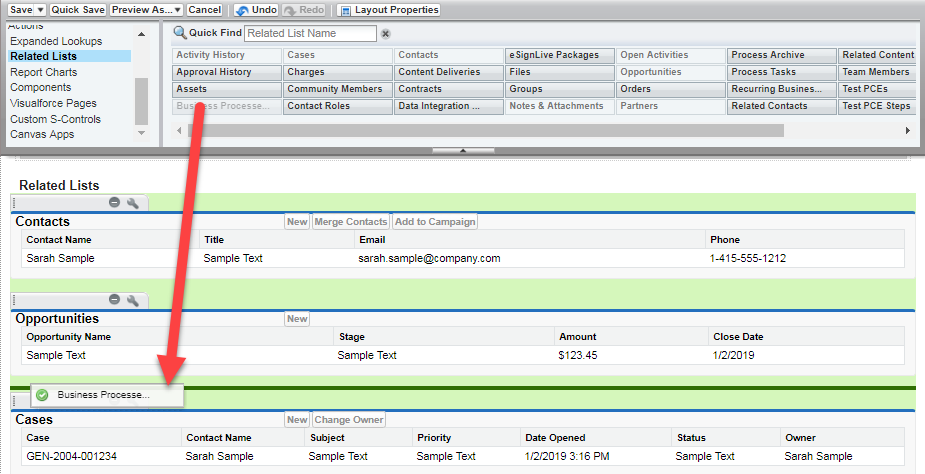 Save Quick Save Preview As... Cancel Undo Redo Layout Properties
Actions
Expanded Lookups
Related Lists
Report Charts
Components
Visualforce Pages
Custom S-Controls
Canvas Apps
Quick Find Related List Name
Activity History Cases Contacts eSignLive Packages Open Activities Process Archive Related Content
Approval History Charges Content Deliveries Files Opportunities Process Tasks Team Members
Assets Community Members Contracts Groups Orders Recurring Busines... Test PCEs
Business Processe... Contact Roles Data Integration ... Notes & Attachments Partners Related Contacts Test PCE Steps
Related Lists
Contacts New Merge Contacts Add to Campaign
Contact Name Title Email Phone
Sarah Sample Sample Text sarah.sample@company.com 1-415-555-1212
Opportunities New
Opportunity Name Stage Amount Close Date
Sample Text Sample Text $123.45 1/2/2019
Business Processe...
Cases New Change Owner
Case Contact Name Subject Priority Date Opened Status Owner
GEN-2004-001234 Sarah Sample Sample Text Sample Text 1/2/2019 3:16 PM Sample Text Sarah Sample